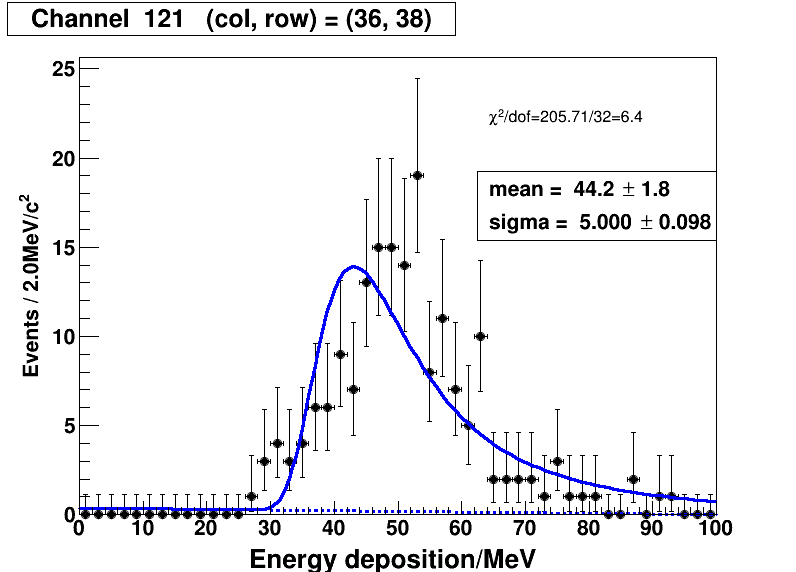 Channel 121 (col, row) = (36, 38)
25
20
15
10
5
0
Events / 2.0MeV/c²
χ²/dof=205.71/32=6.4
mean = 44.2 ± 1.8
sigma = 5.000 ± 0.098
0 10 20 30 40 50 60 70 80 90 100
Energy deposition/MeV